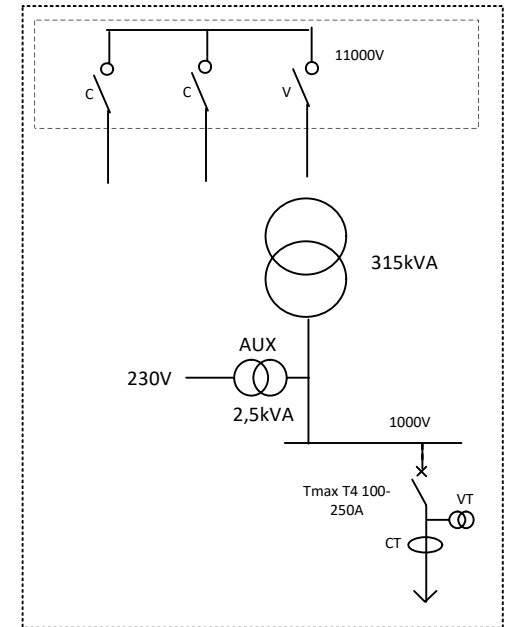 11000V
C
C
V
315kVA
AUX
230V
2,5kVA
1000V
Tmax T4 100-
250A
VT
CT